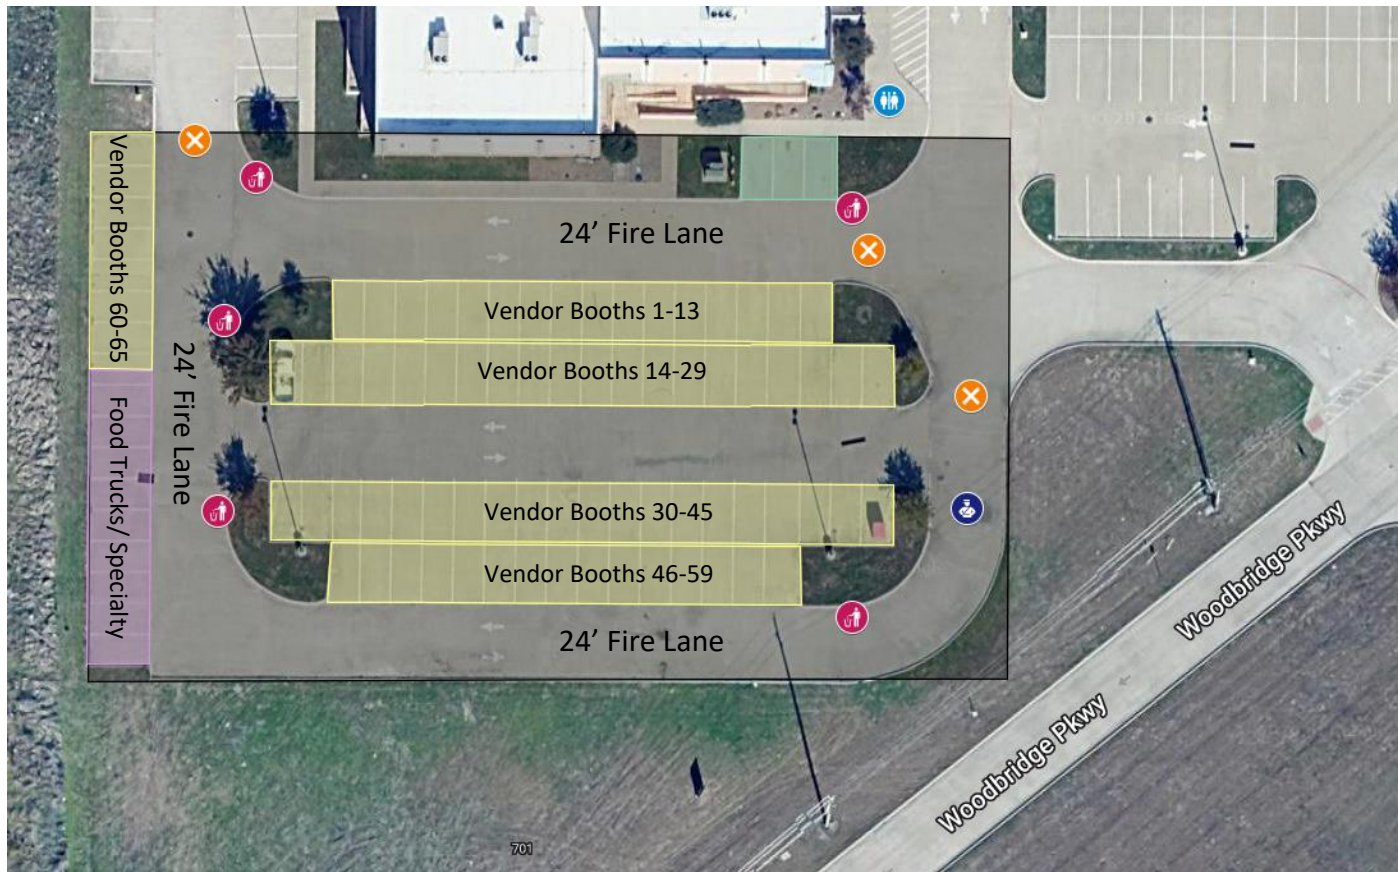 24’ Fire Lane
Vendor Booths 60-65
Vendor Booths 1-13
Vendor Booths 14-29
24’ Fire Lane
Food Trucks/ Specialty
Vendor Booths 30-45
Vendor Booths 46-59
24’ Fire Lane
Woodbridge Pkwy
Woodbridge Pkwy
701